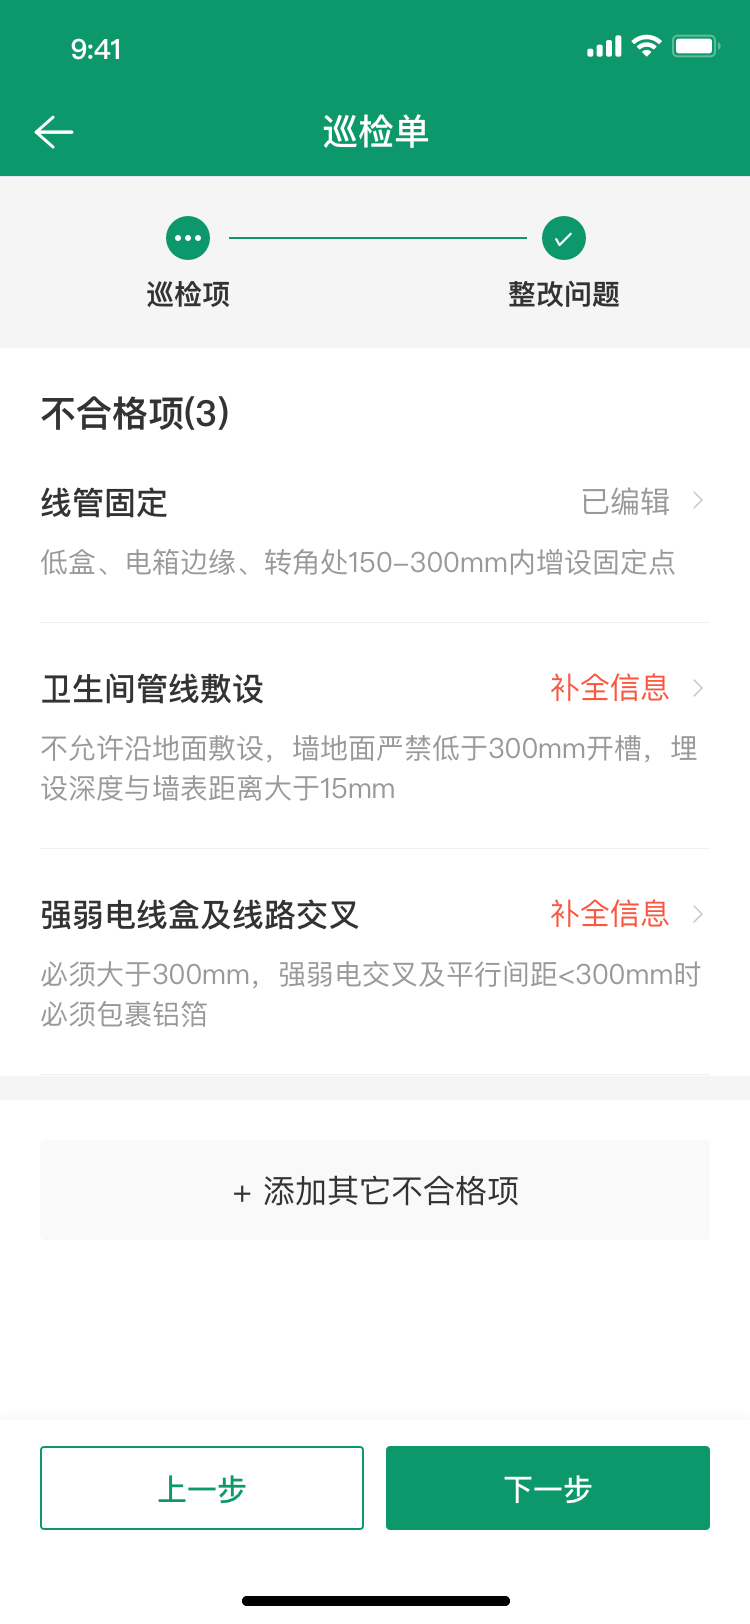 9:41
巡检单
巡检项
整改问题
不合格项(3)
线管固定
已编辑
低盒、电箱边缘、转角处150-300mm内增设固定点
卫生间管线敷设
补全信息
不允许沿地面敷设，墙地面严禁低于300mm开槽，埋
设深度与墙表距离大于15mm
强弱电线盒及线路交叉
补全信息
必须大于300mm，强弱电交叉及平行间距<300mm时
必须包裹铝箔
+ 添加其它不合格项
上一步
下一步